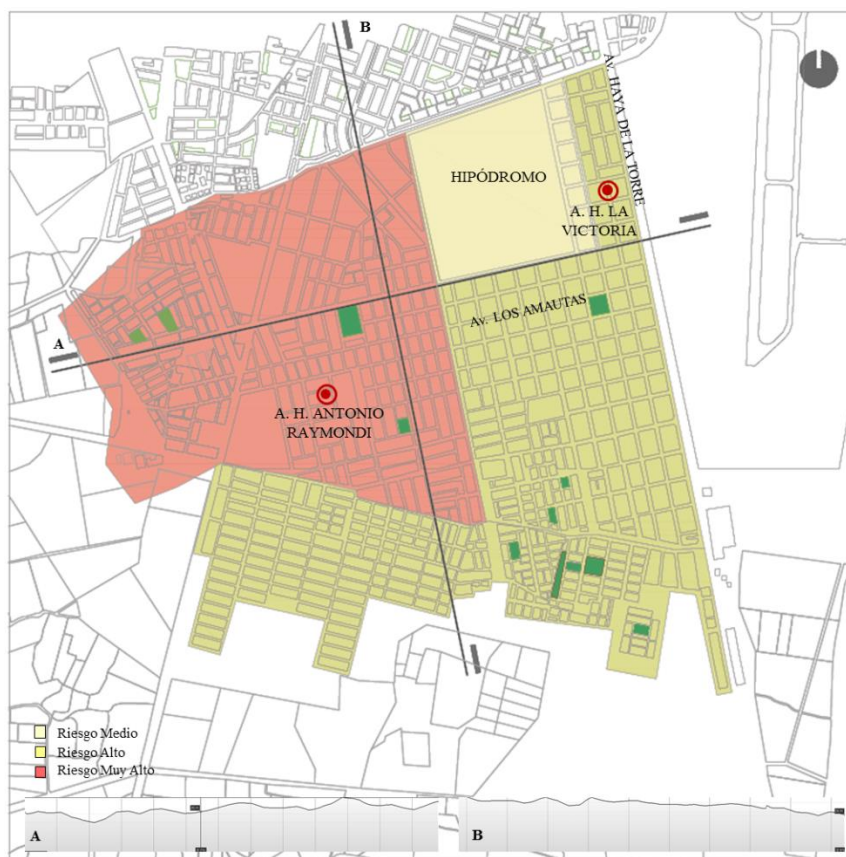 B
Av. HAYA DE LA TORRE
HIPÓDROMO
A. H. LA
VICTORIA
Av. LOS AMAUTAS
A
A. H. ANTONIO
RAYMONDI
Riesgo Medio
Riesgo Alto
Riesgo Muy Alto
A
B